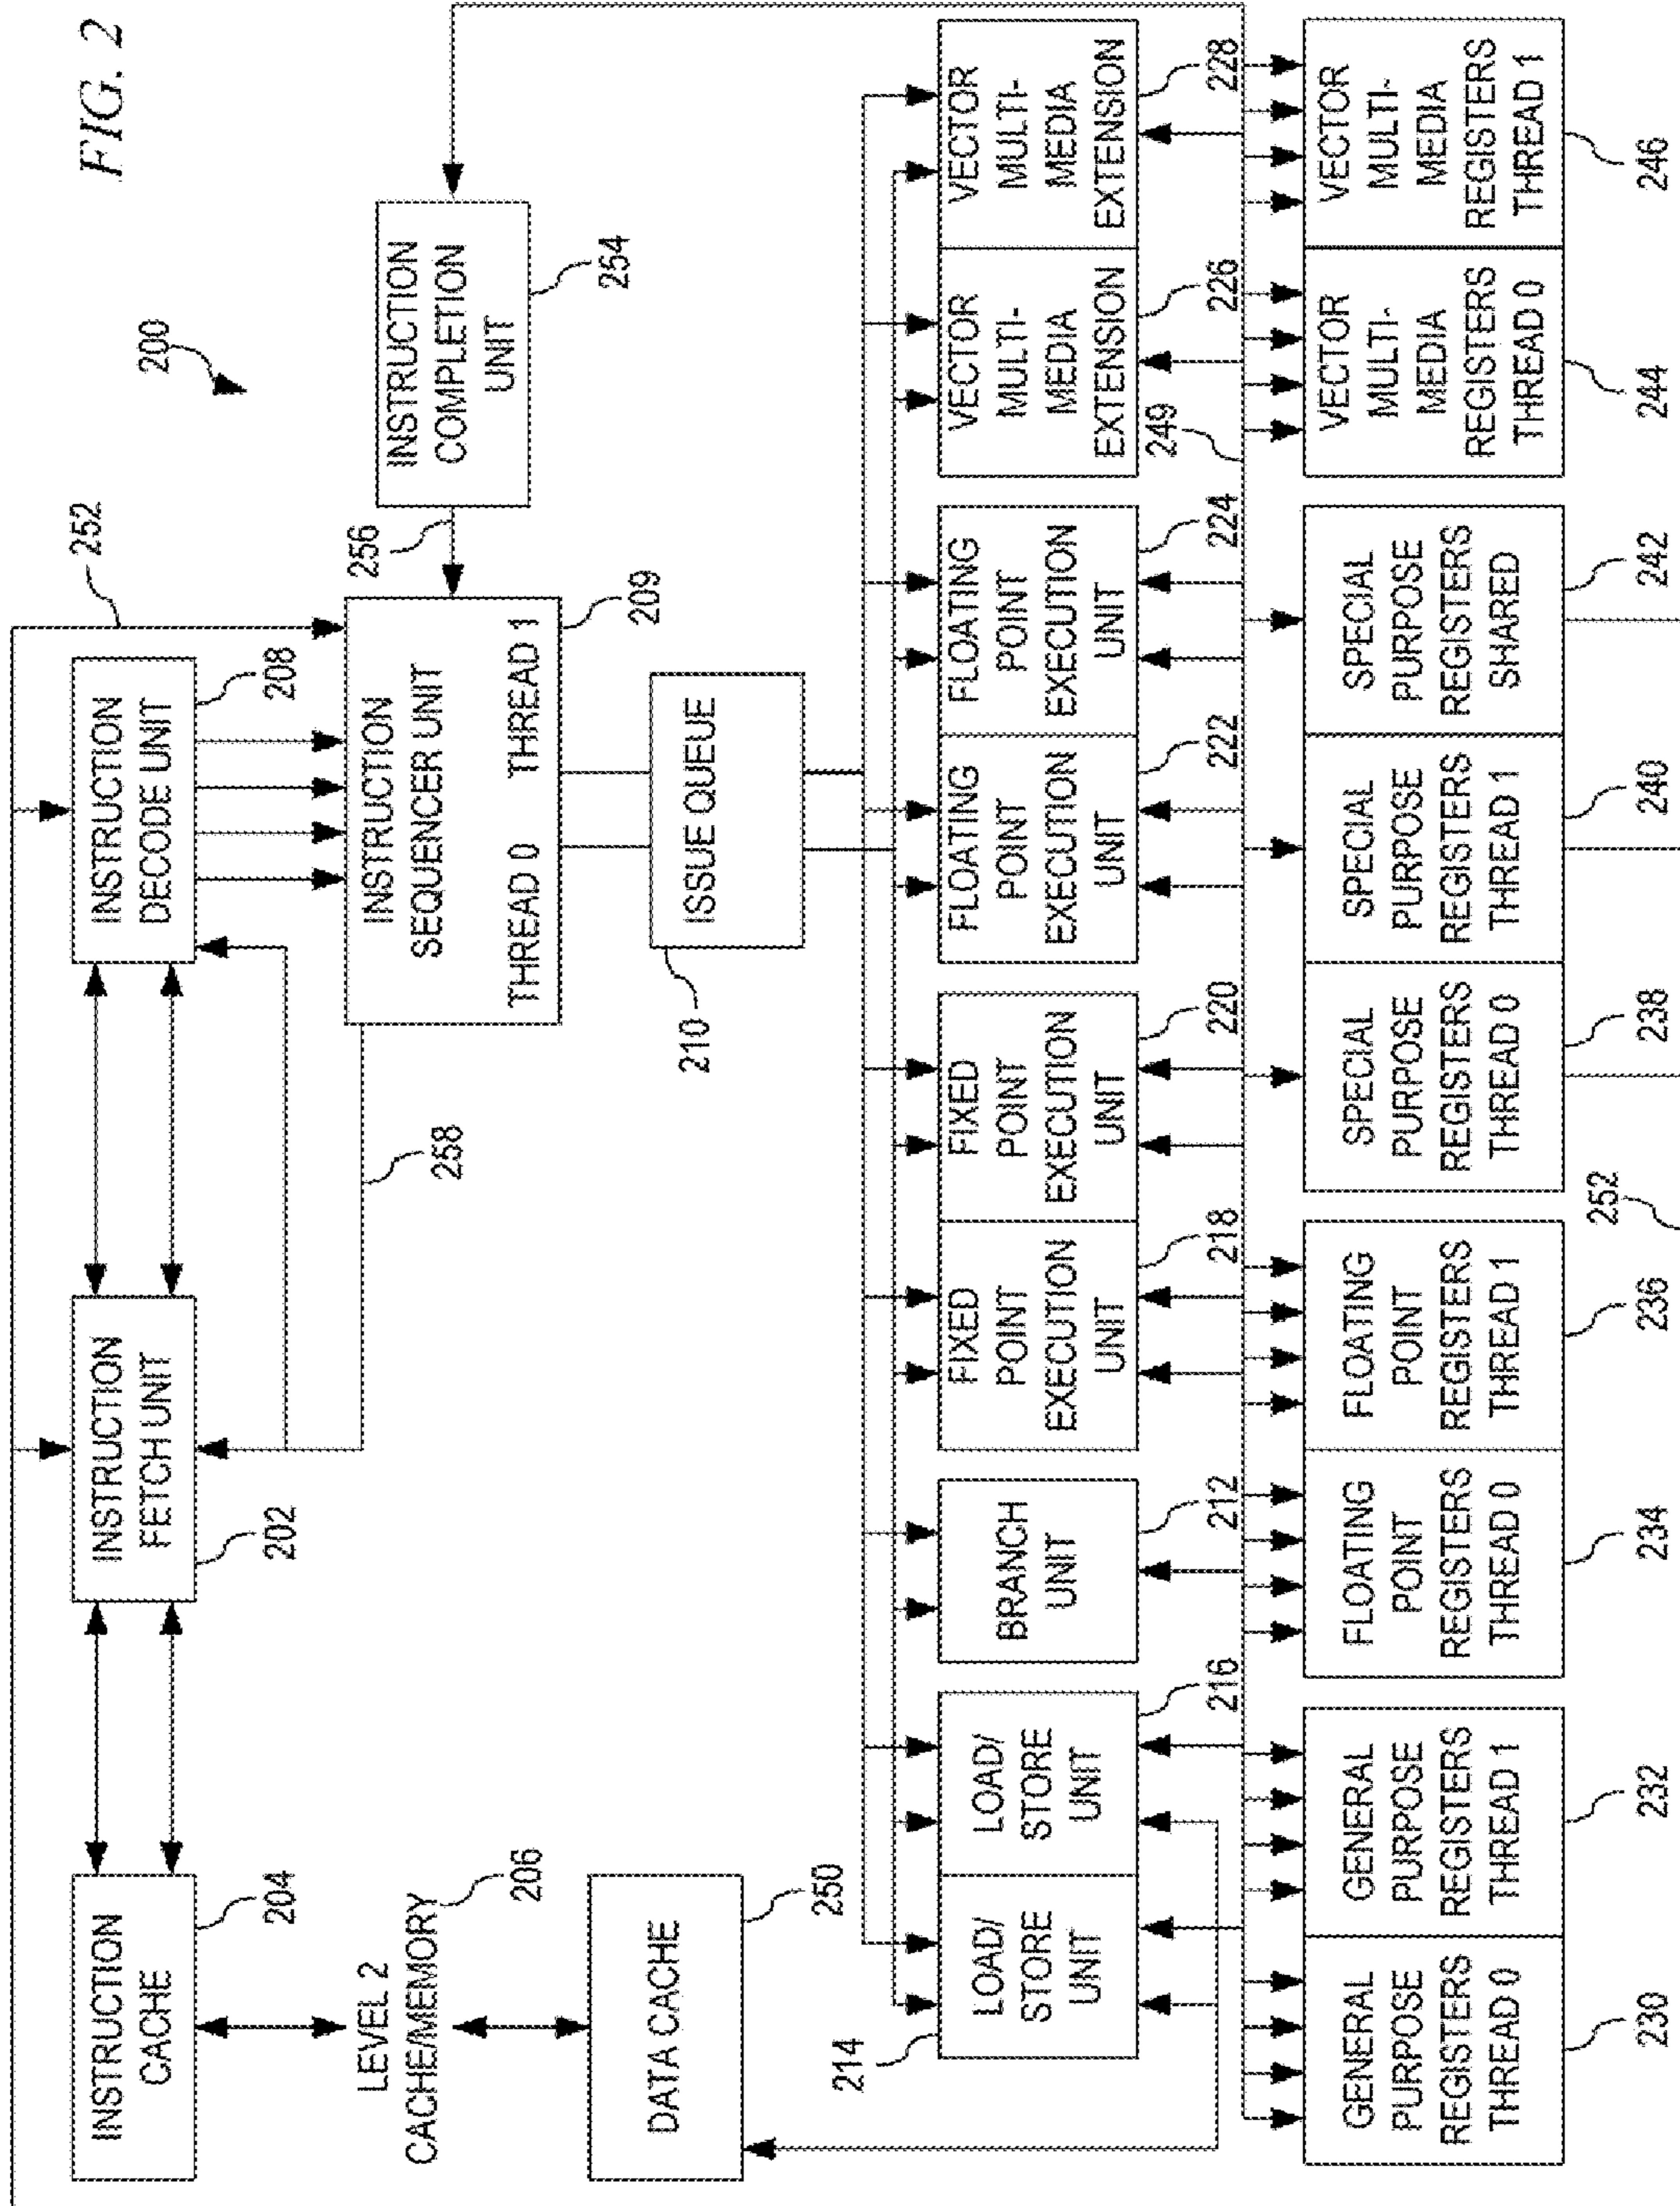 FIG. 2
200
252
INSTRUCTION
CACHE
204
INSTRUCTION
FETCH UNIT
202
INSTRUCTION
DECODE UNIT
208
LEVEL 2
CACHE/MEMORY
206
258
INSTRUCTION
SEQUENCER UNIT
THREAD 0
THREAD 1
209
256
INSTRUCTION
COMPLETION
UNIT
254
DATA CACHE
250
210
ISSUE QUEUE
214
LOAD/
STORE
UNIT
LOAD/
STORE
UNIT
216
BRANCH
UNIT
212
FIXED
POINT
EXECUTION
UNIT
218
FIXED
POINT
EXECUTION
UNIT
220
FLOATING
POINT
EXECUTION
UNIT
222
FLOATING
POINT
EXECUTION
UNIT
224
VECTOR
MULTI-
MEDIA
EXTENSION
226
VECTOR
MULTI-
MEDIA
EXTENSION
228
249
GENERAL
PURPOSE
REGISTERS
THREAD 0
230
GENERAL
PURPOSE
REGISTERS
THREAD 1
232
FLOATING
POINT
REGISTERS
THREAD 0
234
FLOATING
POINT
REGISTERS
THREAD 1
236
SPECIAL
PURPOSE
REGISTERS
THREAD 0
238
SPECIAL
PURPOSE
REGISTERS
THREAD 1
240
SPECIAL
PURPOSE
REGISTERS
SHARED
242
VECTOR
MULTI-
MEDIA
REGISTERS
THREAD 0
244
VECTOR
MULTI-
MEDIA
REGISTERS
THREAD 1
246
252